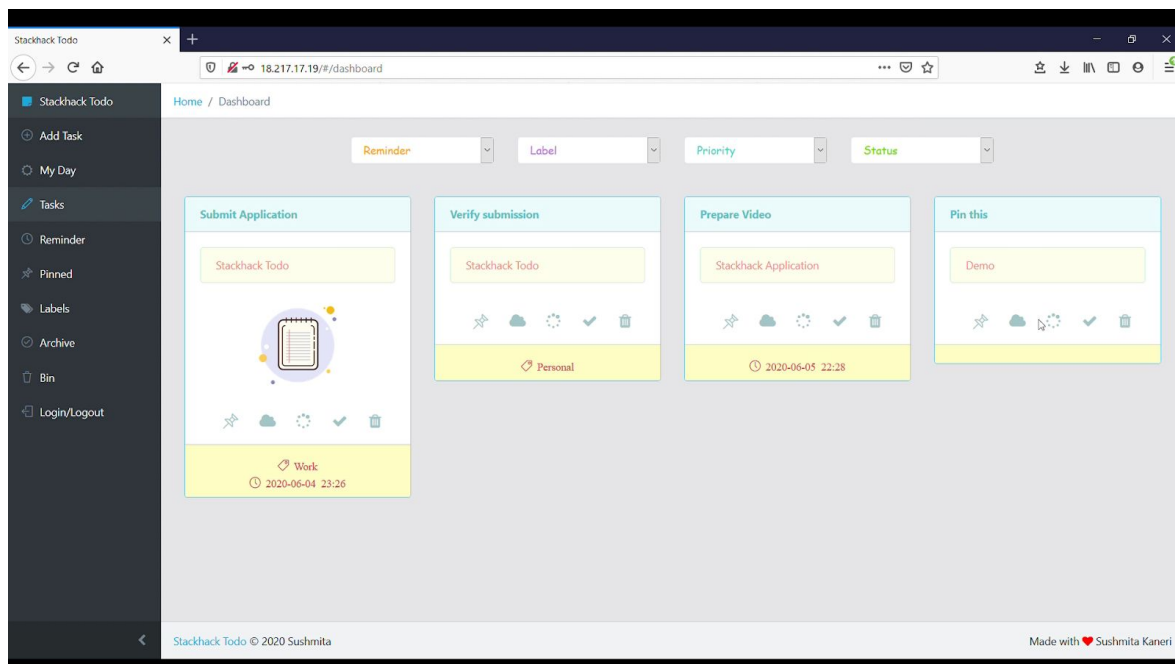 Stackhack Todo
18.217.17.19/#/dashboard
Stackhack Todo
Home / Dashboard
Add Task
My Day
Tasks
Reminder
Pinned
Labels
Archive
Bin
Login/Logout
Reminder
Label
Priority
Status
Submit Application
Stackhack Todo
Work
2020-06-04 23:26
Verify submission
Stackhack Todo
Personal
Prepare Video
Stackhack Application
2020-06-05 22:28
Pin this
Demo
Stackhack Todo © 2020 Sushmita
Made with ❤ Sushmita Kaneri